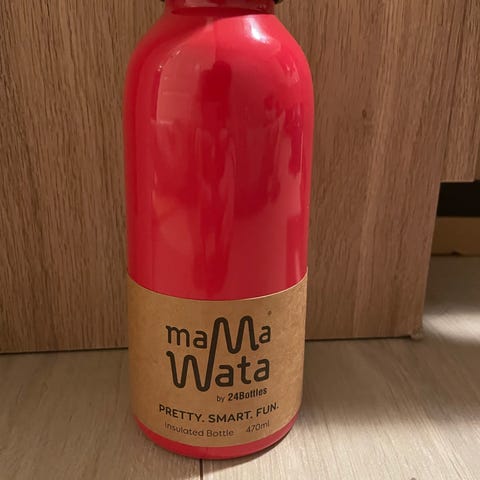 maMa®
Wata
by 24Bottles
PRETTY. SMART. FUN.
Insulated Bottle 470ml